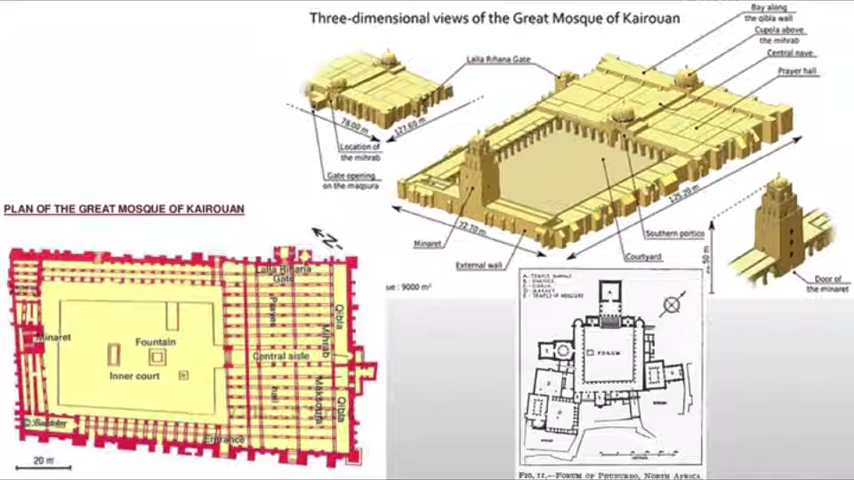 Three-dimensional views of the Great Mosque of Kairouan
Bay along
the qibla wall
Cupola above
the mihrab
Central nave
Prayer hall
Lalla Rihana Gate
78.00 m
127.60 m
Location of
the mihrab
Gate opening
on the maqsura
Minaret
72.70 m
External wall
125.20 m
Southern portico
Courtyard
Door of
the minaret
9000 m²
PLAN OF THE GREAT MOSQUE OF KAIROUAN
N
Lalla Rihana
Gate
Minaret
Fountain
Inner court
Prayer
hall
Central aisle
Qibla
Mihrab
Maksoura
Qibla
Entrance
20 m
FORUM
FIG. 11.—FORUM OF THUBURBO, NORTH AFRICA.